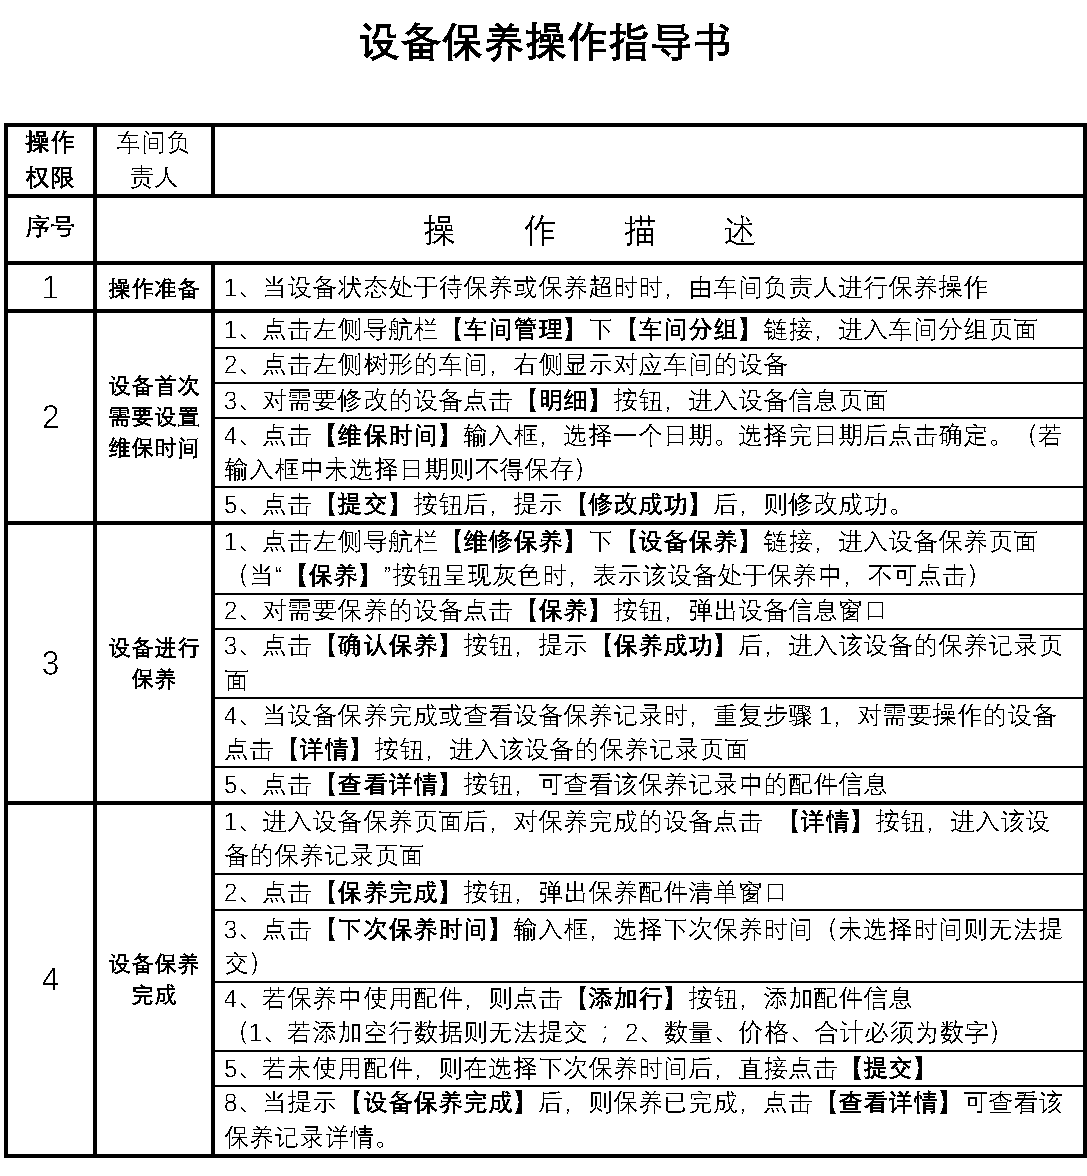 设备保养操作指导书
操作
权限
车间负
责人
序号
操 作 描 述
1
操作准备
1、当设备状态处于待保养或保养超时时，由车间负责人进行保养操作
2
设备首次
需要设置
维保时间
1、点击左侧导航栏【车间管理】下【车间分组】链接，进入车间分组页面
2、点击左侧树形的车间，右侧显示对应车间的设备
3、对需要修改的设备点击【明细】按钮，进入设备信息页面
4、点击【维保时间】输入框，选择一个日期。选择完日期后点击确定。（若
输入框中未选择日期则不得保存）
5、点击【提交】按钮后，提示【修改成功】后，则修改成功。
3
设备进行
保养
1、点击左侧导航栏【维修保养】下【设备保养】链接，进入设备保养页面
（当“【保养】”按钮呈现灰色时，表示该设备处于保养中，不可点击）
2、对需要保养的设备点击【保养】按钮，弹出设备信息窗口
3、点击【确认保养】按钮，提示【保养成功】后，进入该设备的保养记录页
面
4、当设备保养完成或查看设备保养记录时，重复步骤1，对需要操作的设备
点击【详情】按钮，进入该设备的保养记录页面
5、点击【查看详情】按钮，可查看该保养记录中的配件信息
4
设备保养
完成
1、进入设备保养页面后，对保养完成的设备点击 【详情】按钮，进入该设
备的保养记录页面
2、点击【保养完成】按钮，弹出保养配件清单窗口
3、点击【下次保养时间】输入框，选择下次保养时间（未选择时间则无法提
交）
4、若保养中使用配件，则点击【添加行】按钮，添加配件信息
（1、若添加空行数据则无法提交 ；2、数量、价格、合计必须为数字）
5、若未使用配件，则在选择下次保养时间后，直接点击【提交】
8、当提示【设备保养完成】后，则保养已完成，点击【查看详情】可查看该
保养记录详情。